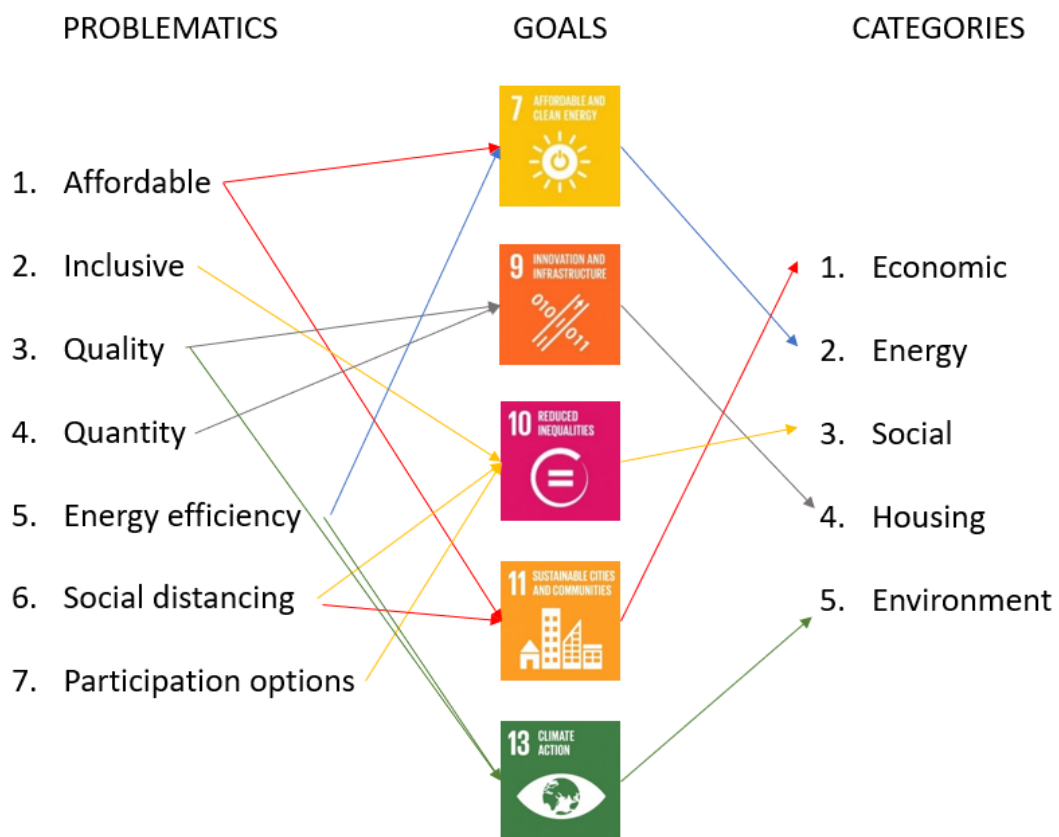 PROBLEMATICS
GOALS
CATEGORIES
1. Affordable
2. Inclusive
3. Quality
4. Quantity
5. Energy efficiency
6. Social distancing
7. Participation options
7 AFFORDABLE AND
CLEAN ENERGY
9 INNOVATION AND
INFRASTRUCTURE
010
011
10 REDUCED
INEQUALITIES
11 SUSTAINABLE CITIES
AND COMMUNITIES
13 CLIMATE
ACTION
1. Economic
2. Energy
3. Social
4. Housing
5. Environment